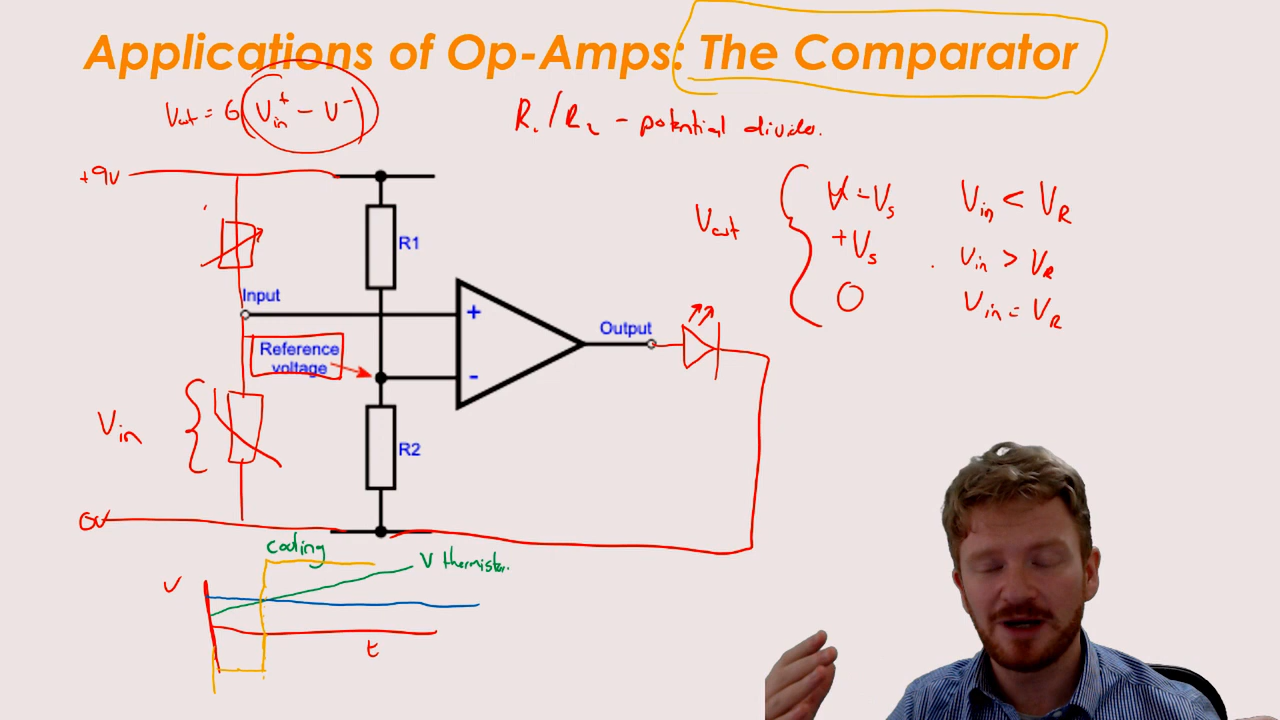 Applications of Op-Amps: The Comparator
Vout = G(Vin+ - V-)
R1/R2 - potential divider.
+9V
R1
Vout
-Vs Vin < VR
+Vs Vin > VR
0 Vin = VR
Input
+
Output
Reference
voltage
-
Vin
R2
0V
cooling
V thermistor.
V
t